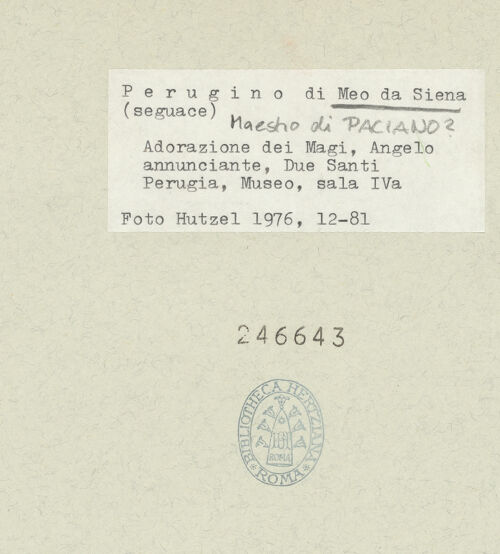 P e r u g i n o  di Meo da Siena
(seguace) Maestro di PACIANO?
Adorazione dei Magi, Angelo
annunciante, Due Santi
Perugia, Museo, sala IVa
Foto Hutzel 1976, 12-81
246643
BIBLIOTHECA HERTZIANA
ROMA
ROMA